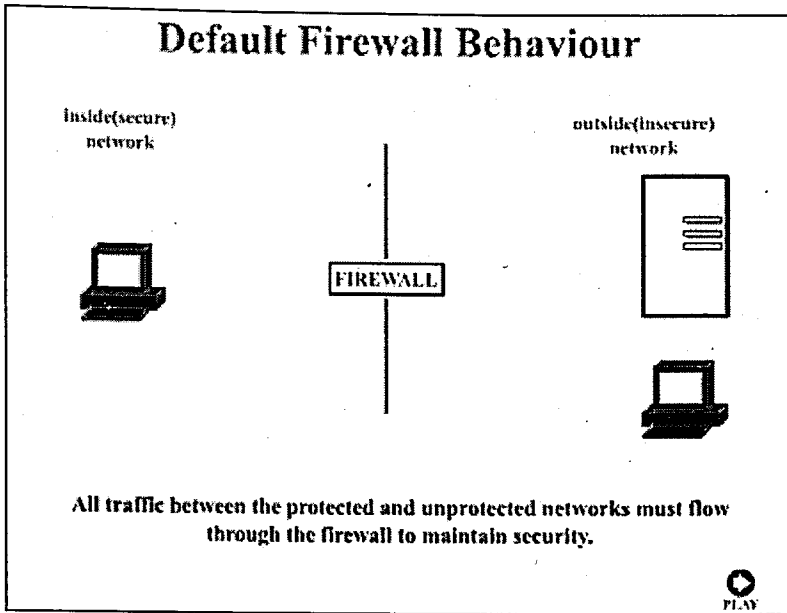 Default Firewall Behaviour
inside(secure)
network
outside(insecure)
network
FIREWALL
All traffic between the protected and unprotected networks must flow
through the firewall to maintain security.
PLAY